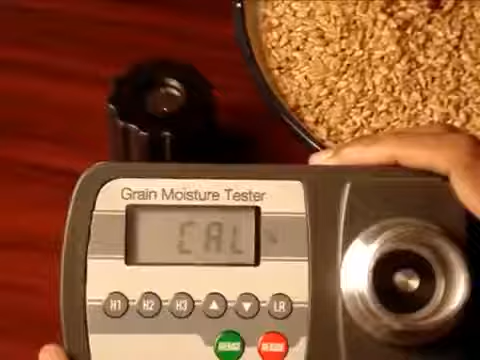 Grain Moisture Tester
CAL %
H1 H2 H3 ▲ ▼ LR